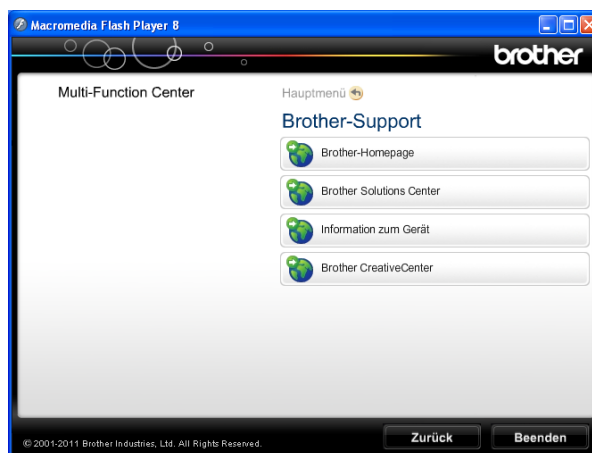 Macromedia Flash Player 8
brother
Multi-Function Center
Hauptmenü
Brother-Support
Brother-Homepage
Brother Solutions Center
Information zum Gerät
Brother CreativeCenter
© 2001-2011 Brother Industries, Ltd. All Rights Reserved.
Zurück
Beenden